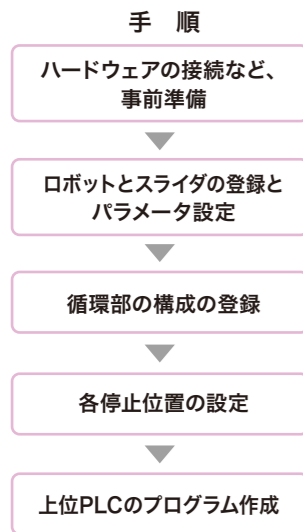 手　順
ハードウェアの接続など、
事前準備
ロボットとスライダの登録と
パラメータ設定
循環部の構成の登録
各停止位置の設定
上位PLCのプログラム作成